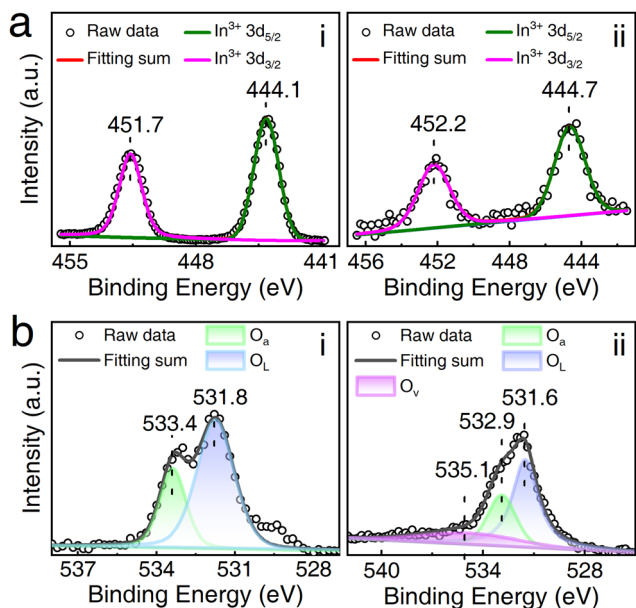 a
i
Raw data
In³⁺ 3d₅/₂
Fitting sum
In³⁺ 3d₃/₂
451.7
444.1
455
448
441
Binding Energy (eV)
Intensity (a.u.)
ii
Raw data
In³⁺ 3d₅/₂
Fitting sum
In³⁺ 3d₃/₂
452.2
444.7
456
452
448
444
Binding Energy (eV)
b
i
Raw data
Oₐ
Fitting sum
O_L
533.4
531.8
537
534
531
528
Binding Energy (eV)
Intensity (a.u.)
ii
Raw data
Oₐ
Fitting sum
O_L
Oᵥ
535.1
532.9
531.6
540
534
528
Binding Energy (eV)